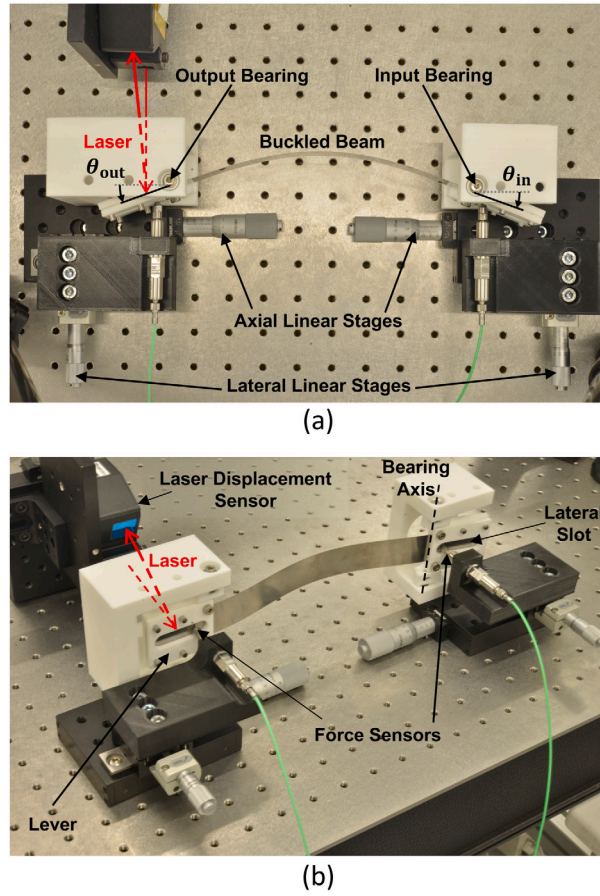 Output Bearing
Input Bearing
Laser
Buckled Beam
θout
θin
Axial Linear Stages
Lateral Linear Stages
(a)
Bearing
Axis
Laser Displacement
Sensor
Lateral
Slot
Laser
Force Sensors
Lever
(b)